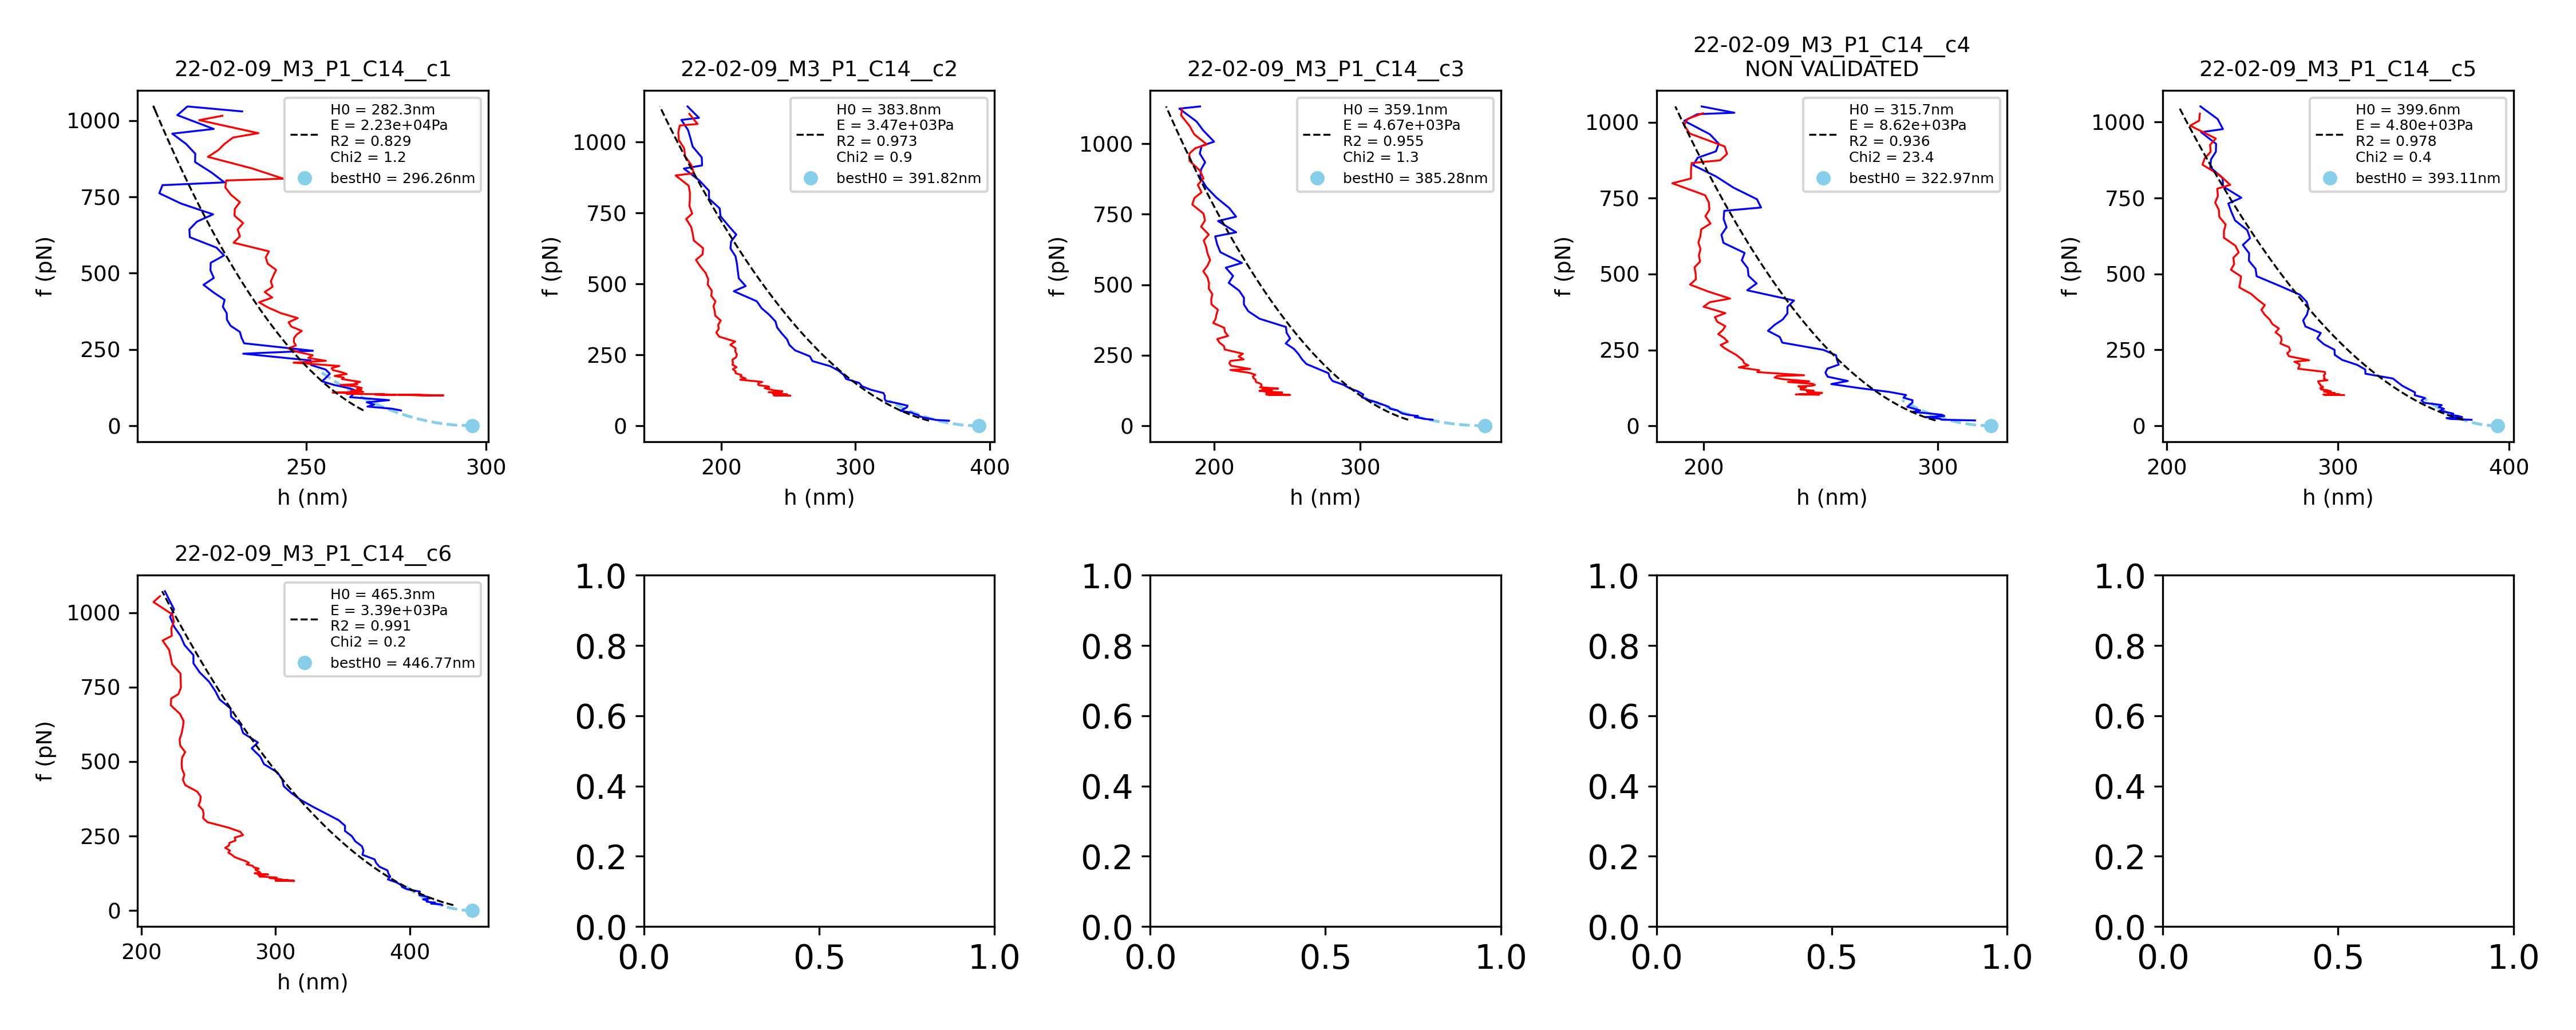 22-02-09_M3_P1_C14__c1
H0 = 282.3nm
E = 2.23e+04Pa
R2 = 0.829
Chi2 = 1.2
bestH0 = 296.26nm
1000
750
500
250
0
f (pN)
250 300
h (nm)
22-02-09_M3_P1_C14__c2
H0 = 383.8nm
E = 3.47e+03Pa
R2 = 0.973
Chi2 = 0.9
bestH0 = 391.82nm
1000
750
500
250
0
f (pN)
200 300 400
h (nm)
22-02-09_M3_P1_C14__c3
H0 = 359.1nm
E = 4.67e+03Pa
R2 = 0.955
Chi2 = 1.3
bestH0 = 385.28nm
1000
750
500
250
0
f (pN)
200 300
h (nm)
22-02-09_M3_P1_C14__c4
NON VALIDATED
H0 = 315.7nm
E = 8.62e+03Pa
R2 = 0.936
Chi2 = 23.4
bestH0 = 322.97nm
1000
750
500
250
0
f (pN)
200 300
h (nm)
22-02-09_M3_P1_C14__c5
H0 = 399.6nm
E = 4.80e+03Pa
R2 = 0.978
Chi2 = 0.4
bestH0 = 393.11nm
1000
750
500
250
0
f (pN)
200 300 400
h (nm)
22-02-09_M3_P1_C14__c6
H0 = 465.3nm
E = 3.39e+03Pa
R2 = 0.991
Chi2 = 0.2
bestH0 = 446.77nm
1000
750
500
250
0
f (pN)
200 300 400
h (nm)
1.0
0.8
0.6
0.4
0.2
0.0
0.0 0.5 1.0
1.0
0.8
0.6
0.4
0.2
0.0
0.0 0.5 1.0
1.0
0.8
0.6
0.4
0.2
0.0
0.0 0.5 1.0
1.0
0.8
0.6
0.4
0.2
0.0
0.0 0.5 1.0